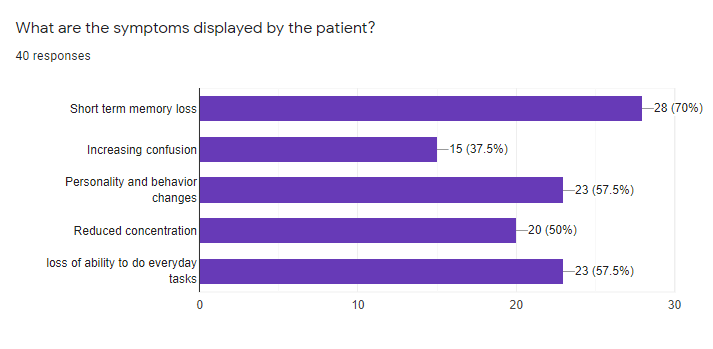 What are the symptoms displayed by the patient?
40 responses
Short term memory loss
28 (70%)
Increasing confusion
15 (37.5%)
Personality and behavior
changes
23 (57.5%)
Reduced concentration
20 (50%)
loss of ability to do everyday
tasks
23 (57.5%)
0 10 20 30